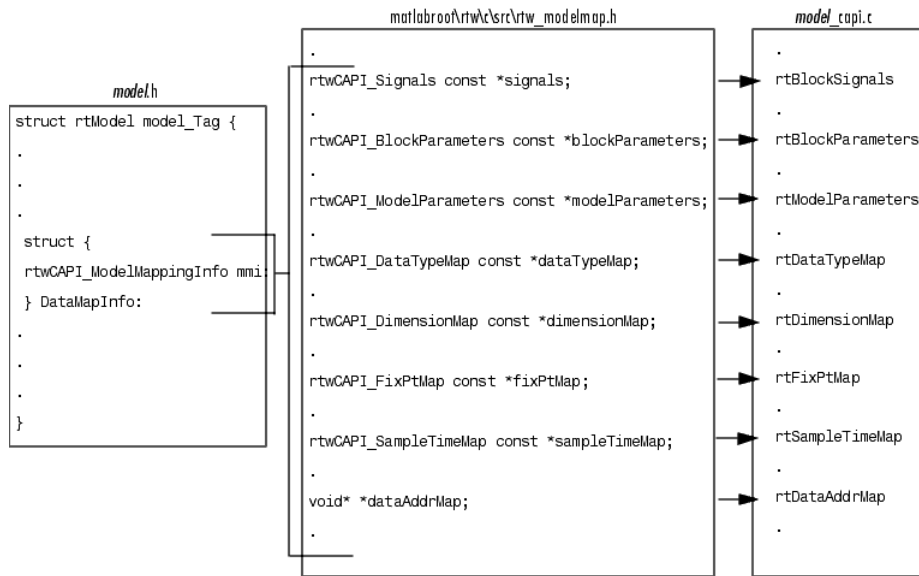 model.h
struct rtModel model_Tag {
.
.
.
struct {
rtwCAPI_ModelMappingInfo mmi:
} DataMapInfo:
.
.
.
}
matlabroot\rtw\c\src\rtw_modelmap.h
.
rtwCAPI_Signals const *signals;
.
rtwCAPI_BlockParameters const *blockParameters;
.
rtwCAPI_ModelParameters const *modelParameters;
.
rtwCAPI_DataTypeMap const *dataTypeMap;
.
rtwCAPI_DimensionMap const *dimensionMap;
.
rtwCAPI_FixPtMap const *fixPtMap;
.
rtwCAPI_SampleTimeMap const *sampleTimeMap;
.
void* *dataAddrMap;
.
model_capi.c
.
rtBlockSignals
.
rtBlockParameters
.
rtModelParameters
.
rtDataTypeMap
.
rtDimensionMap
.
rtFixPtMap
.
rtSampleTimeMap
.
rtDataAddrMap
.